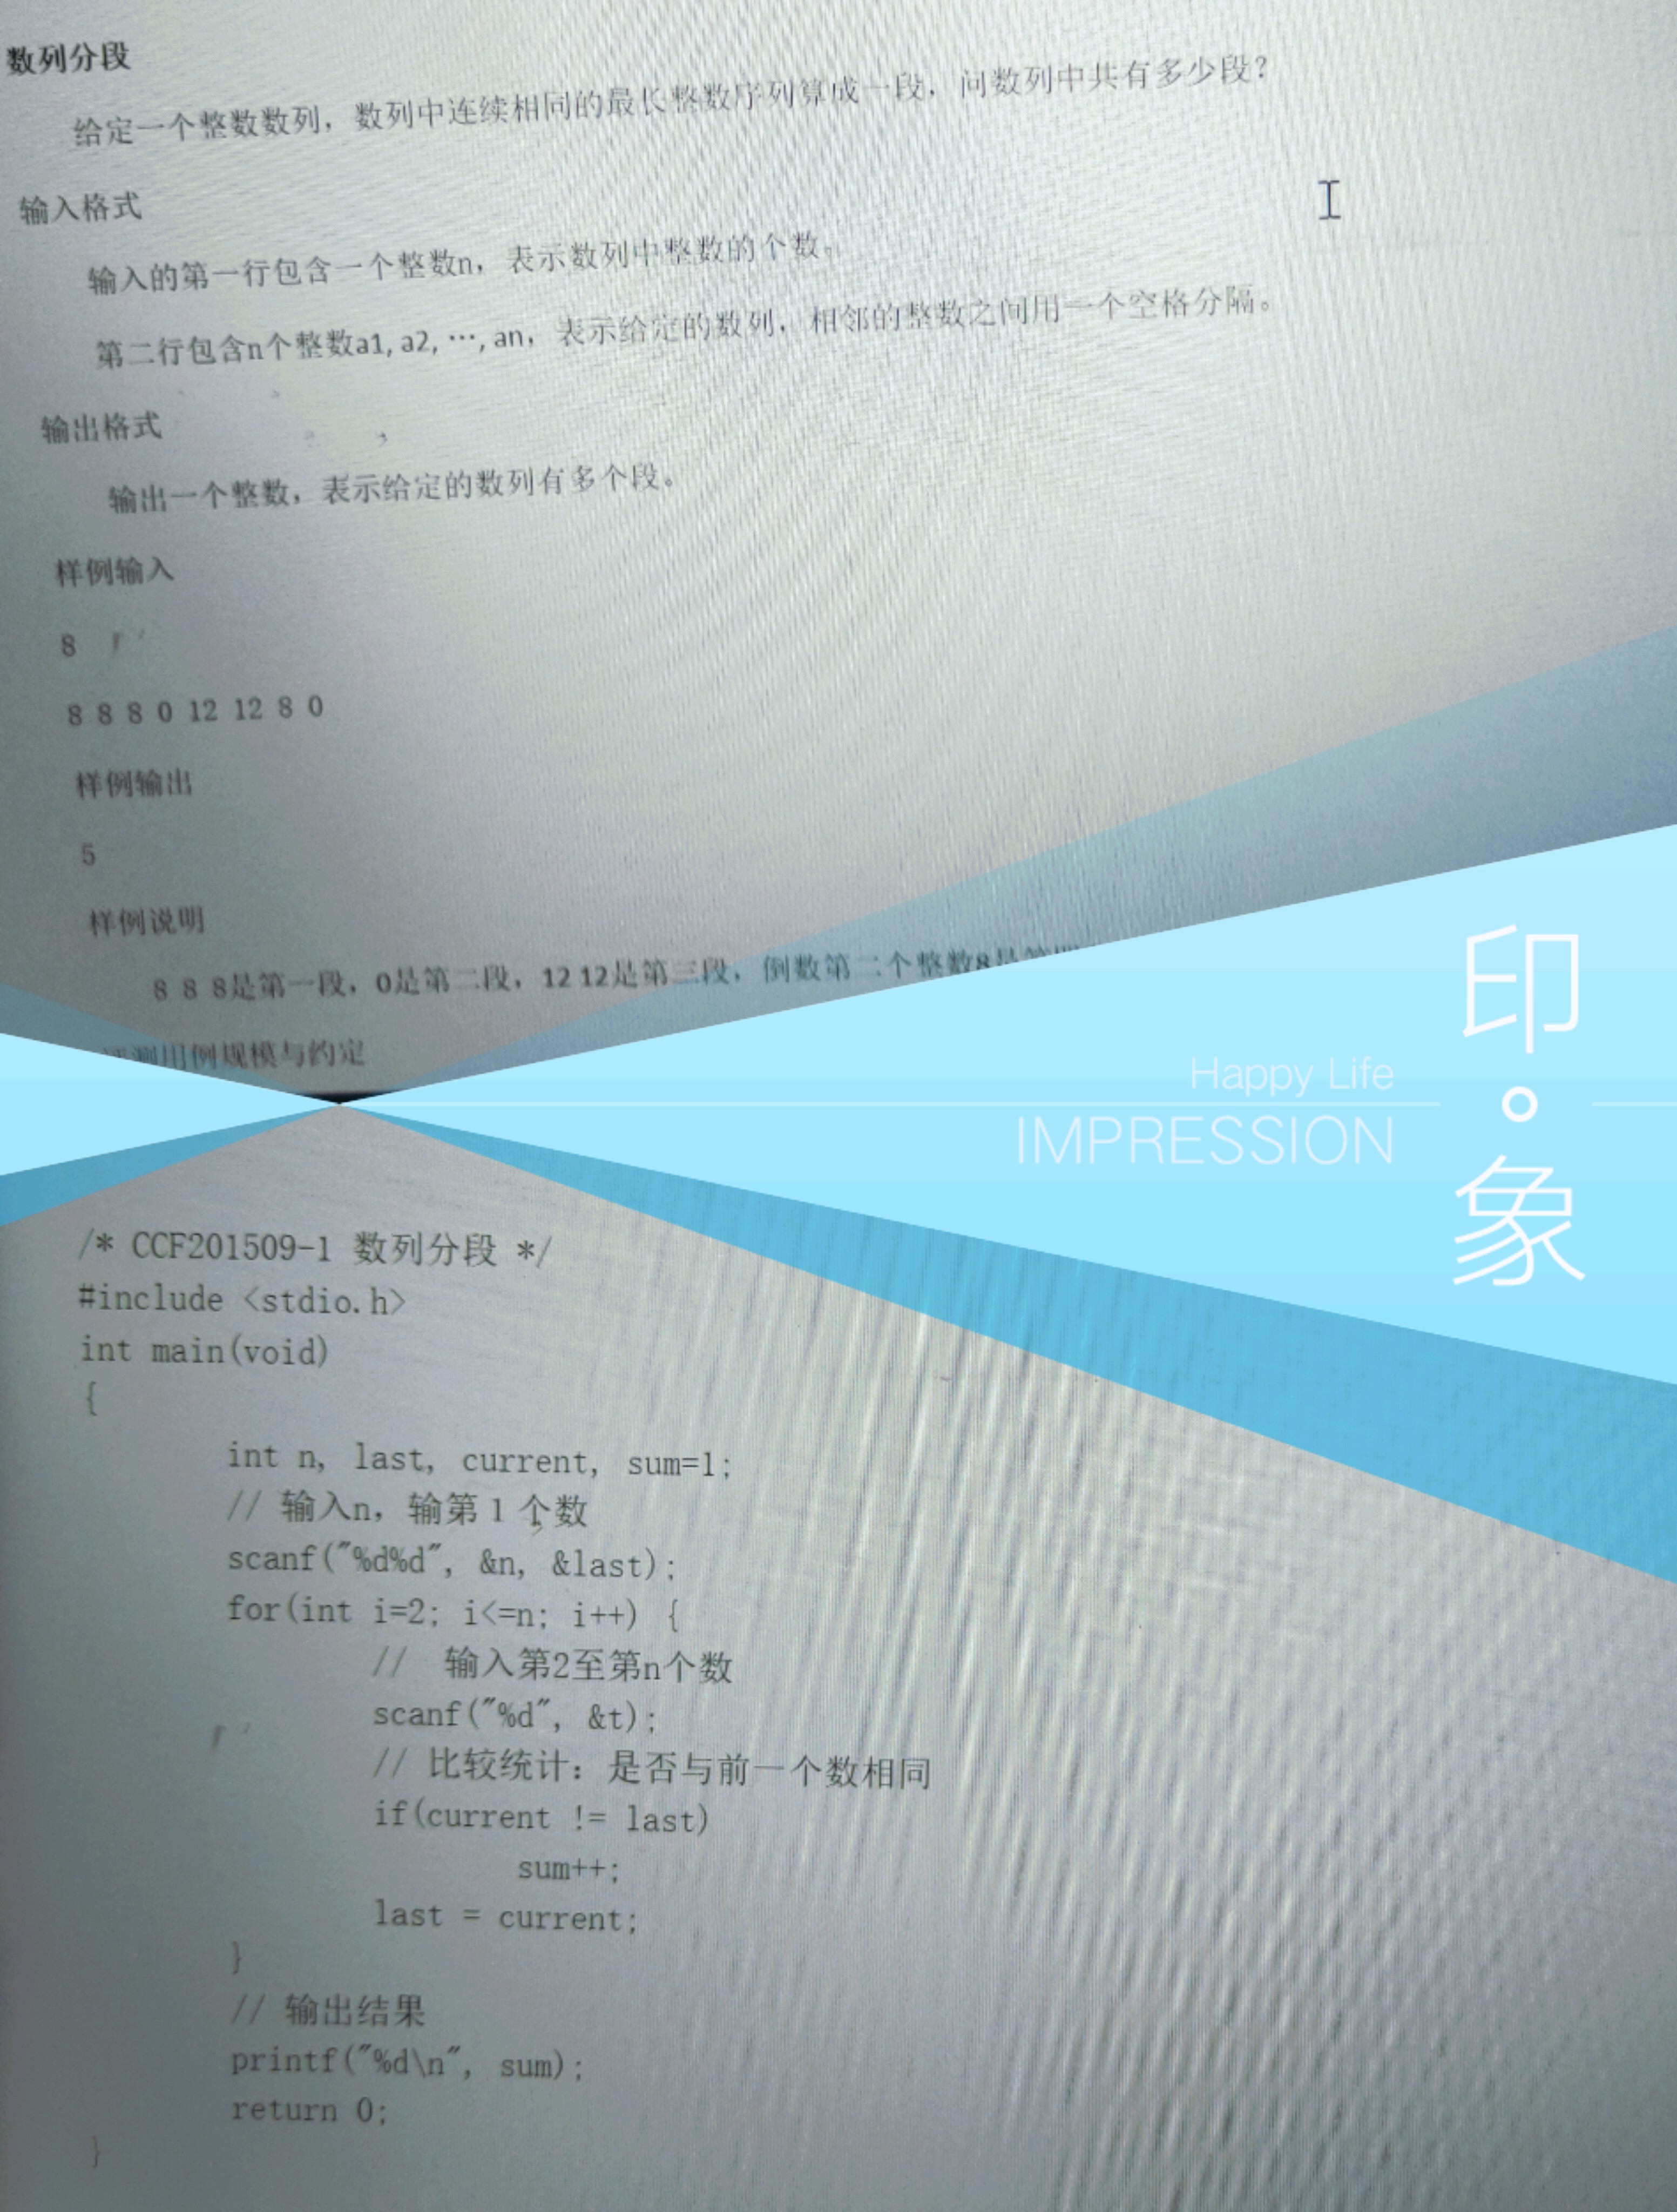 数列分段
给定一个整数数列，数列中连续相同的最长整数序列算成一段，问数列中共有多少段？
输入格式
输入的第一行包含一个整数n，表示数列中整数的个数。
第二行包含n个整数a1, a2, …, an，表示给定的数列，相邻的整数之间用一个空格分隔。
输出格式
输出一个整数，表示给定的数列有多个段。
样例输入
8
8 8 8 0 12 12 8 0
样例输出
5
样例说明
8 8 8是第一段，0是第二段，12 12是第三段，倒数第二个整数8是第
用例规模与约定
印·象
Happy Life
IMPRESSION
/* CCF201509-1 数列分段 */
#include <stdio.h>
int main(void)
{
int n, last, current, sum=1;
// 输入n，输第1个数
scanf("%d%d", &n, &last);
for(int i=2; i<=n; i++) {
// 输入第2至第n个数
scanf("%d", &t);
// 比较统计：是否与前一个数相同
if(current != last)
sum++;
last = current;
}
// 输出结果
printf("%d\n", sum);
return 0;
}